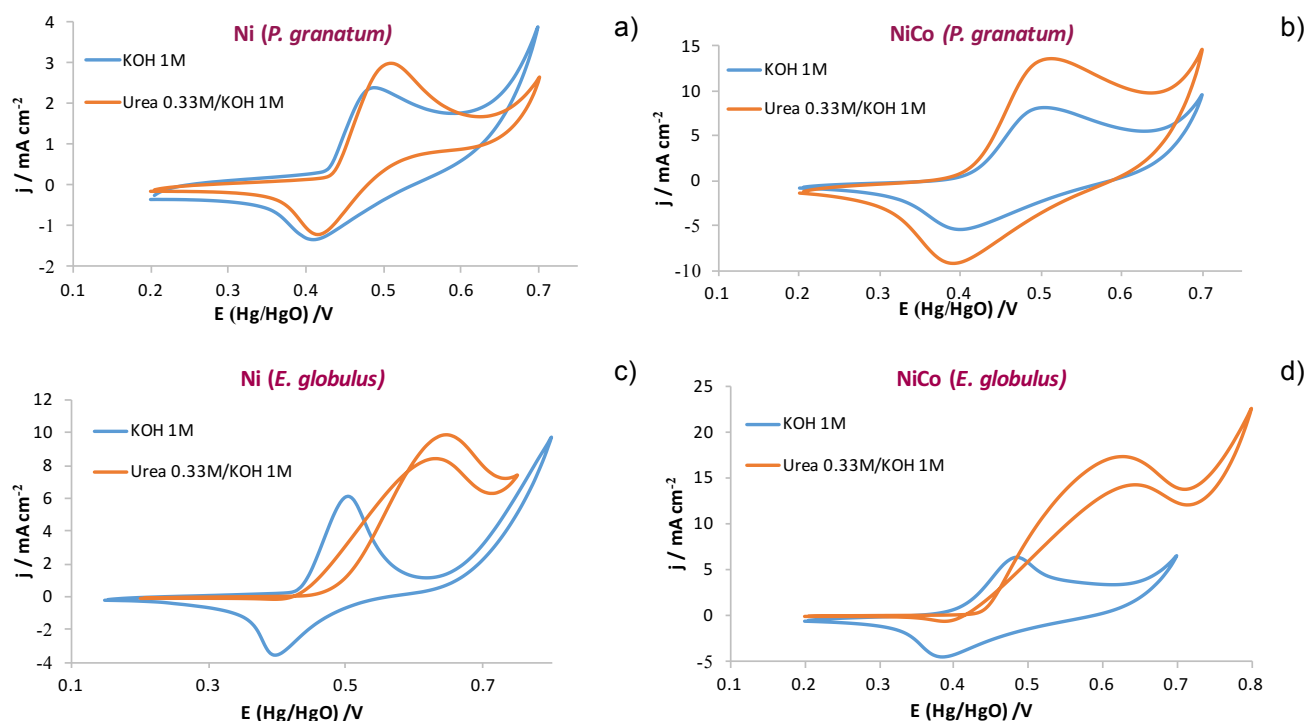 Ni (P. granatum)
a)
KOH 1M
Urea 0.33M/KOH 1M
j / mA cm-2
4
3
2
1
0
-1
-2
0.1 0.2 0.3 0.4 0.5 0.6 0.7
E (Hg/HgO) /V
NiCo (P. granatum)
b)
KOH 1M
Urea 0.33M/KOH 1M
j / mA cm-2
15
10
5
0
-5
-10
0.1 0.2 0.3 0.4 0.5 0.6 0.7
E (Hg/HgO) /V
Ni (E. globulus)
c)
KOH 1M
Urea 0.33M/KOH 1M
j / mA cm-2
12
10
8
6
4
2
0
-2
-4
0.1 0.3 0.5 0.7
E (Hg/HgO) /V
NiCo (E. globulus)
d)
KOH 1M
Urea 0.33M/KOH 1M
j / mA cm-2
25
20
15
10
5
0
-5
0.1 0.2 0.3 0.4 0.5 0.6 0.7 0.8
E (Hg/HgO) /V